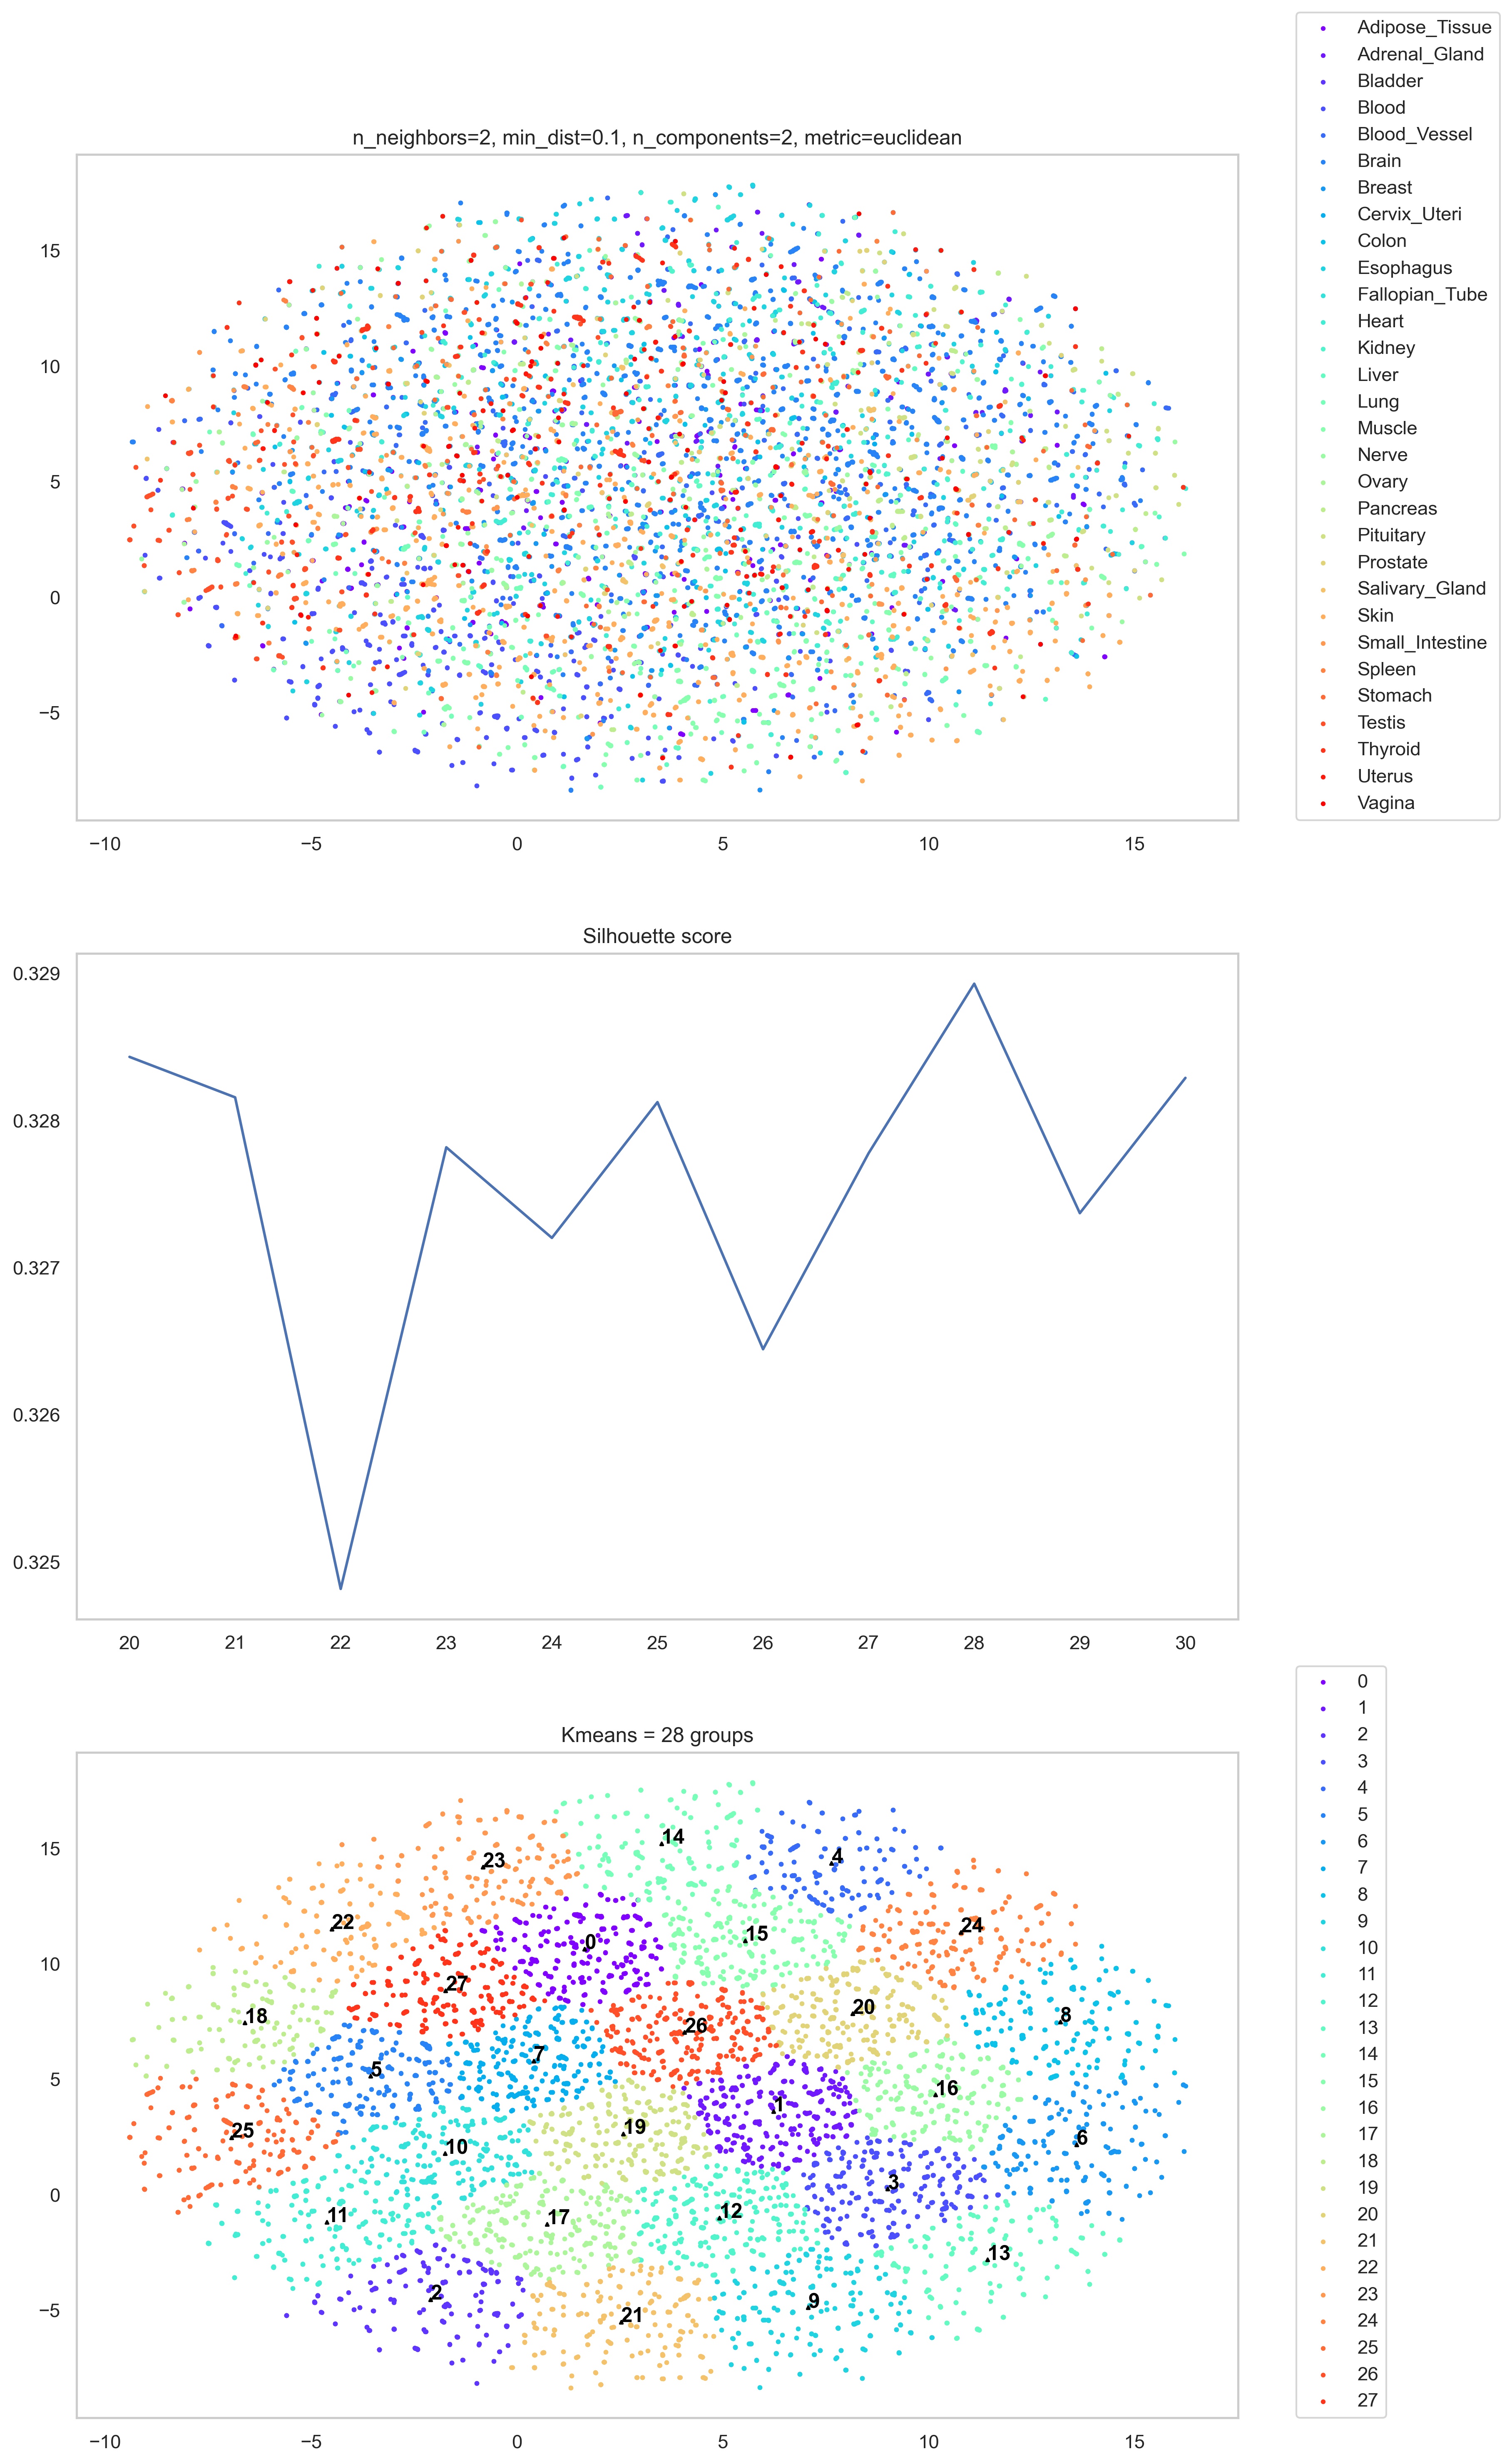 n_neighbors=2, min_dist=0.1, n_components=2, metric=euclidean
15
10
5
0
−5
−10
−5
0
5
10
15
Adipose_Tissue
Adrenal_Gland
Bladder
Blood
Blood_Vessel
Brain
Breast
Cervix_Uteri
Colon
Esophagus
Fallopian_Tube
Heart
Kidney
Liver
Lung
Muscle
Nerve
Ovary
Pancreas
Pituitary
Prostate
Salivary_Gland
Skin
Small_Intestine
Spleen
Stomach
Testis
Thyroid
Uterus
Vagina
Silhouette score
0.329
0.328
0.327
0.326
0.325
20
21
22
23
24
25
26
27
28
29
30
Kmeans = 28 groups
15
10
5
0
−5
14
4
23
22
24
15
0
27
20
8
18
26
7
5
16
1
19
6
25
10
3
12
11
17
13
2
9
21
−10
−5
0
5
10
15
0
1
2
3
4
5
6
7
8
9
10
11
12
13
14
15
16
17
18
19
20
21
22
23
24
25
26
27